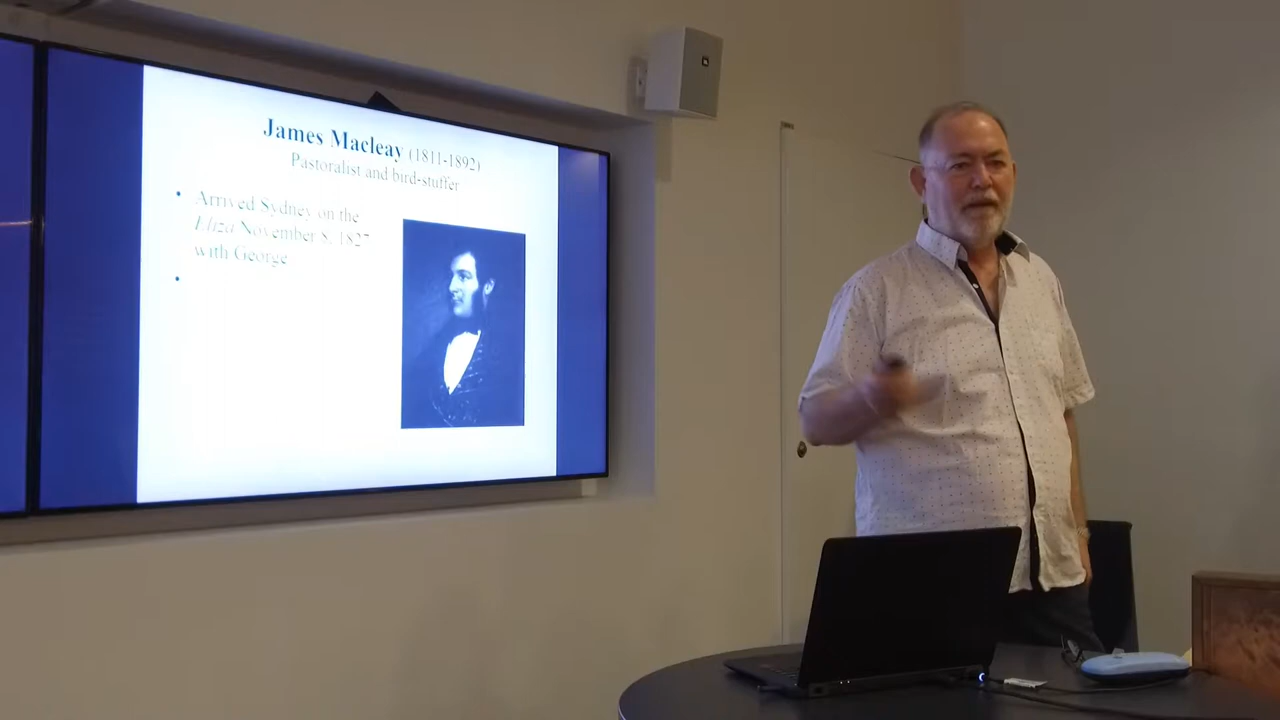 James Macleay (1811-1892)
Pastoralist and bird-stuffer
• Arrived Sydney on the
Eliza November 8, 1827
with George
•